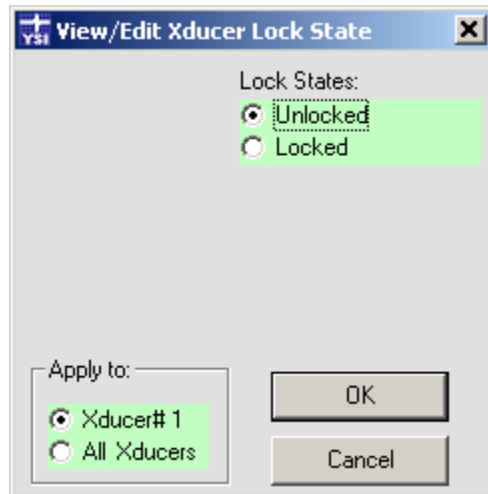 YSI View/Edit Xducer Lock State
Lock States:
Unlocked
Locked
Apply to:
Xducer# 1
All Xducers
OK
Cancel